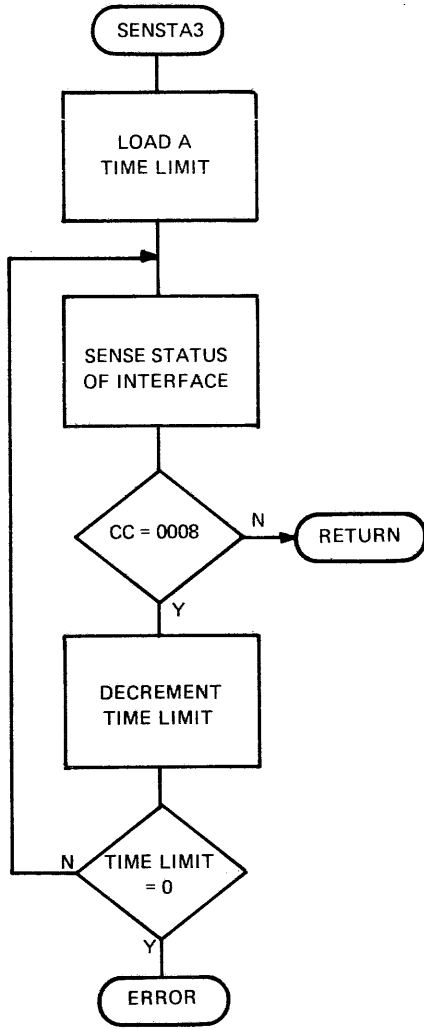 SENSTA3
LOAD A
TIME LIMIT
SENSE STATUS
OF INTERFACE
CC = 0008
N
RETURN
Y
DECREMENT
TIME LIMIT
N
TIME LIMIT
= 0
Y
ERROR